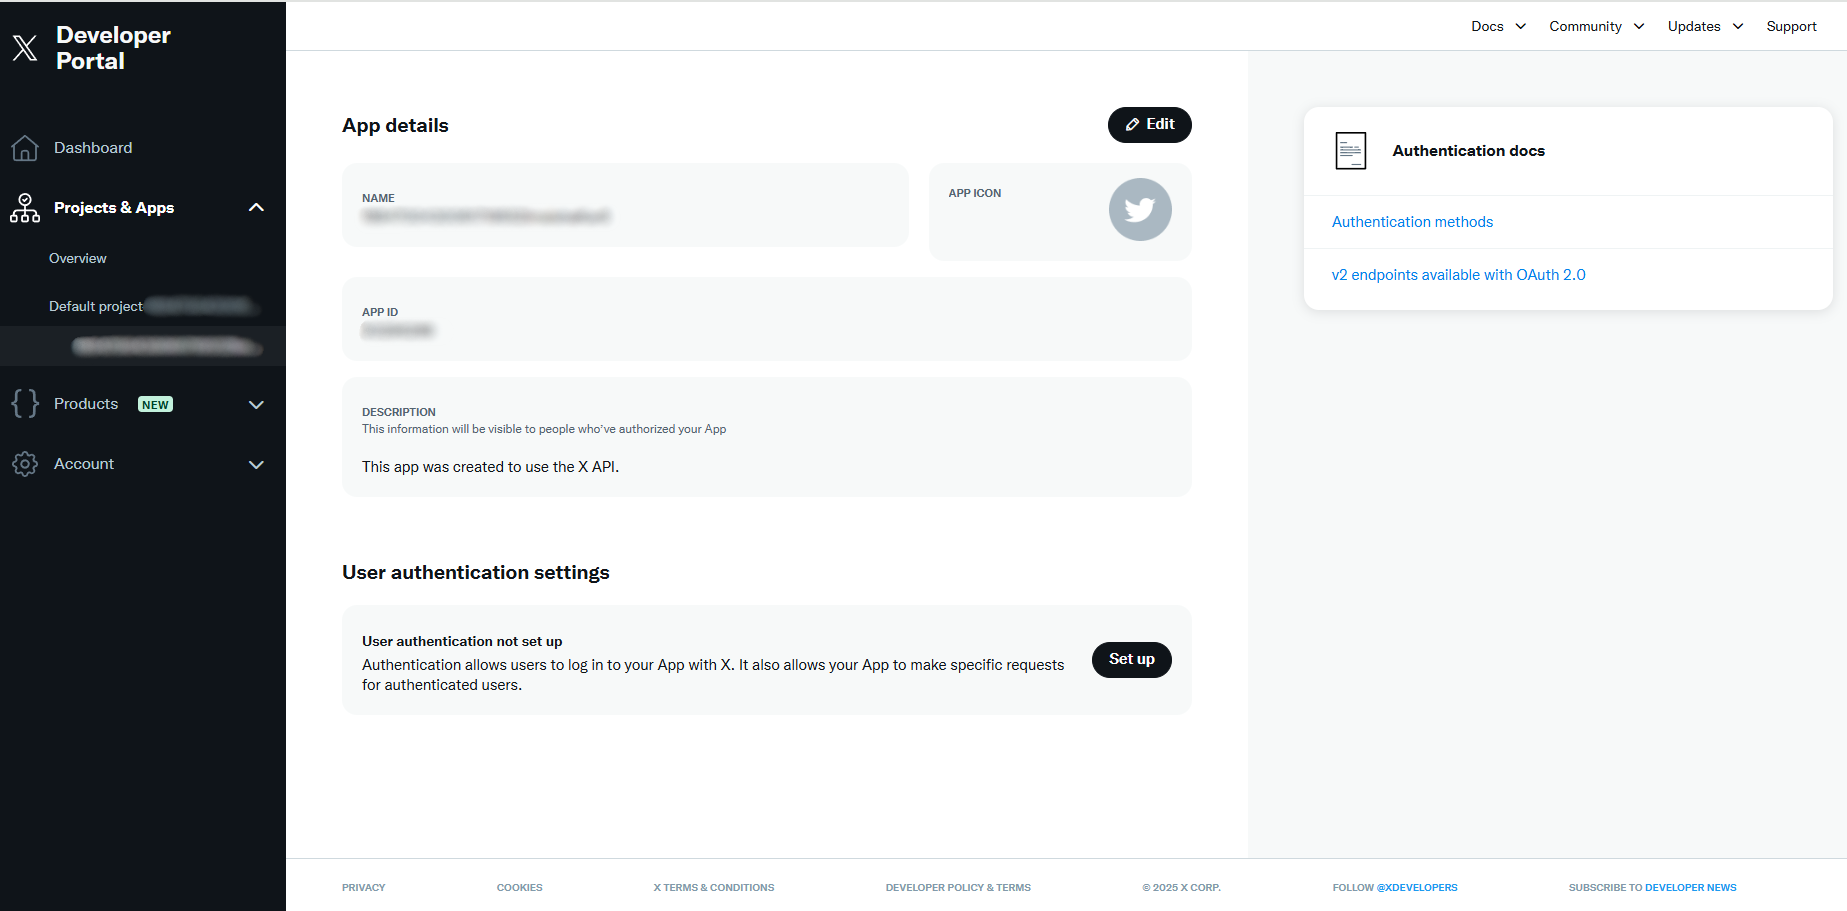 Developer
Portal
Dashboard
Projects & Apps
Overview
Default project
Products NEW
Account
Docs Community Updates Support
App details
Edit
NAME
APP ICON
APP ID
DESCRIPTION
This information will be visible to people who've authorized your App
This app was created to use the X API.
User authentication settings
User authentication not set up
Authentication allows users to log in to your App with X. It also allows your App to make specific requests
for authenticated users.
Set up
Authentication docs
Authentication methods
v2 endpoints available with OAuth 2.0
PRIVACY COOKIES X TERMS & CONDITIONS DEVELOPER POLICY & TERMS © 2025 X CORP. FOLLOW @XDEVELOPERS SUBSCRIBE TO DEVELOPER NEWS